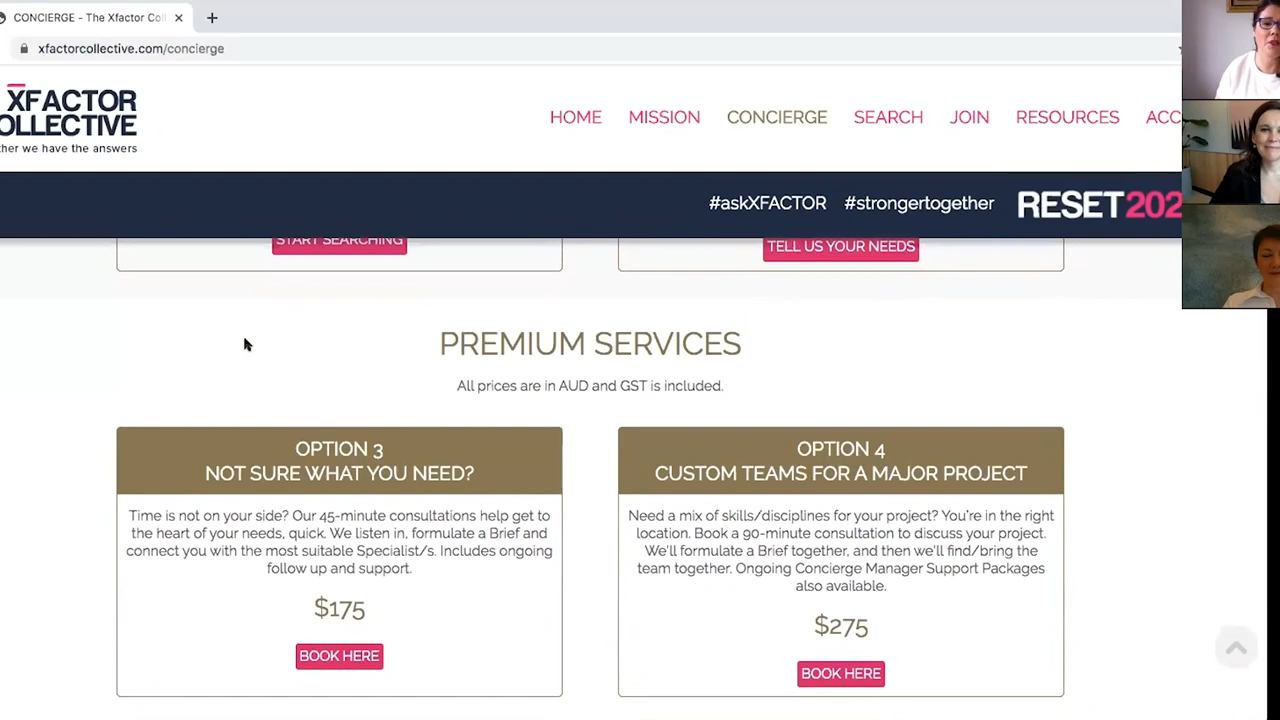 CONCIERGE - The Xfactor Coll
xfactorcollective.com/concierge
XFACTOR
OLLECTIVE
ther we have the answers
HOME MISSION CONCIERGE SEARCH JOIN RESOURCES ACC
#askXFACTOR #strongertogether RESET202
START SEARCHING
TELL US YOUR NEEDS
PREMIUM SERVICES
All prices are in AUD and GST is included.
OPTION 3
NOT SURE WHAT YOU NEED?
Time is not on your side? Our 45-minute consultations help get to
the heart of your needs, quick. We listen in, formulate a Brief and
connect you with the most suitable Specialist/s. Includes ongoing
follow up and support.
$175
BOOK HERE
OPTION 4
CUSTOM TEAMS FOR A MAJOR PROJECT
Need a mix of skills/disciplines for your project? You're in the right
location. Book a 90-minute consultation to discuss your project.
We'll formulate a Brief together, and then we'll find/bring the
team together. Ongoing Concierge Manager Support Packages
also available.
$275
BOOK HERE